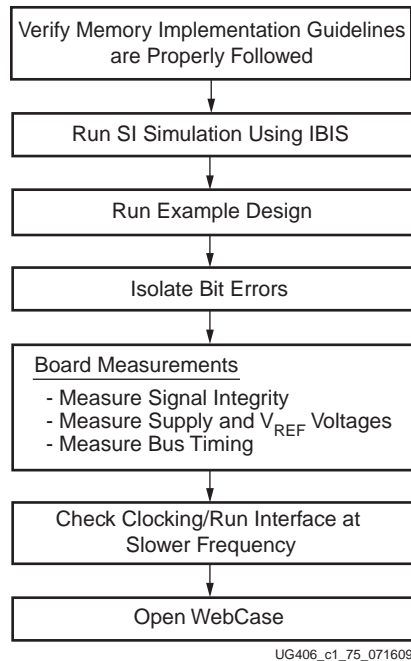 Verify Memory Implementation Guidelines
are Properly Followed
Run SI Simulation Using IBIS
Run Example Design
Isolate Bit Errors
Board Measurements
- Measure Signal Integrity
- Measure Supply and VREF Voltages
- Measure Bus Timing
Check Clocking/Run Interface at
Slower Frequency
Open WebCase
UG406_c1_75_071609